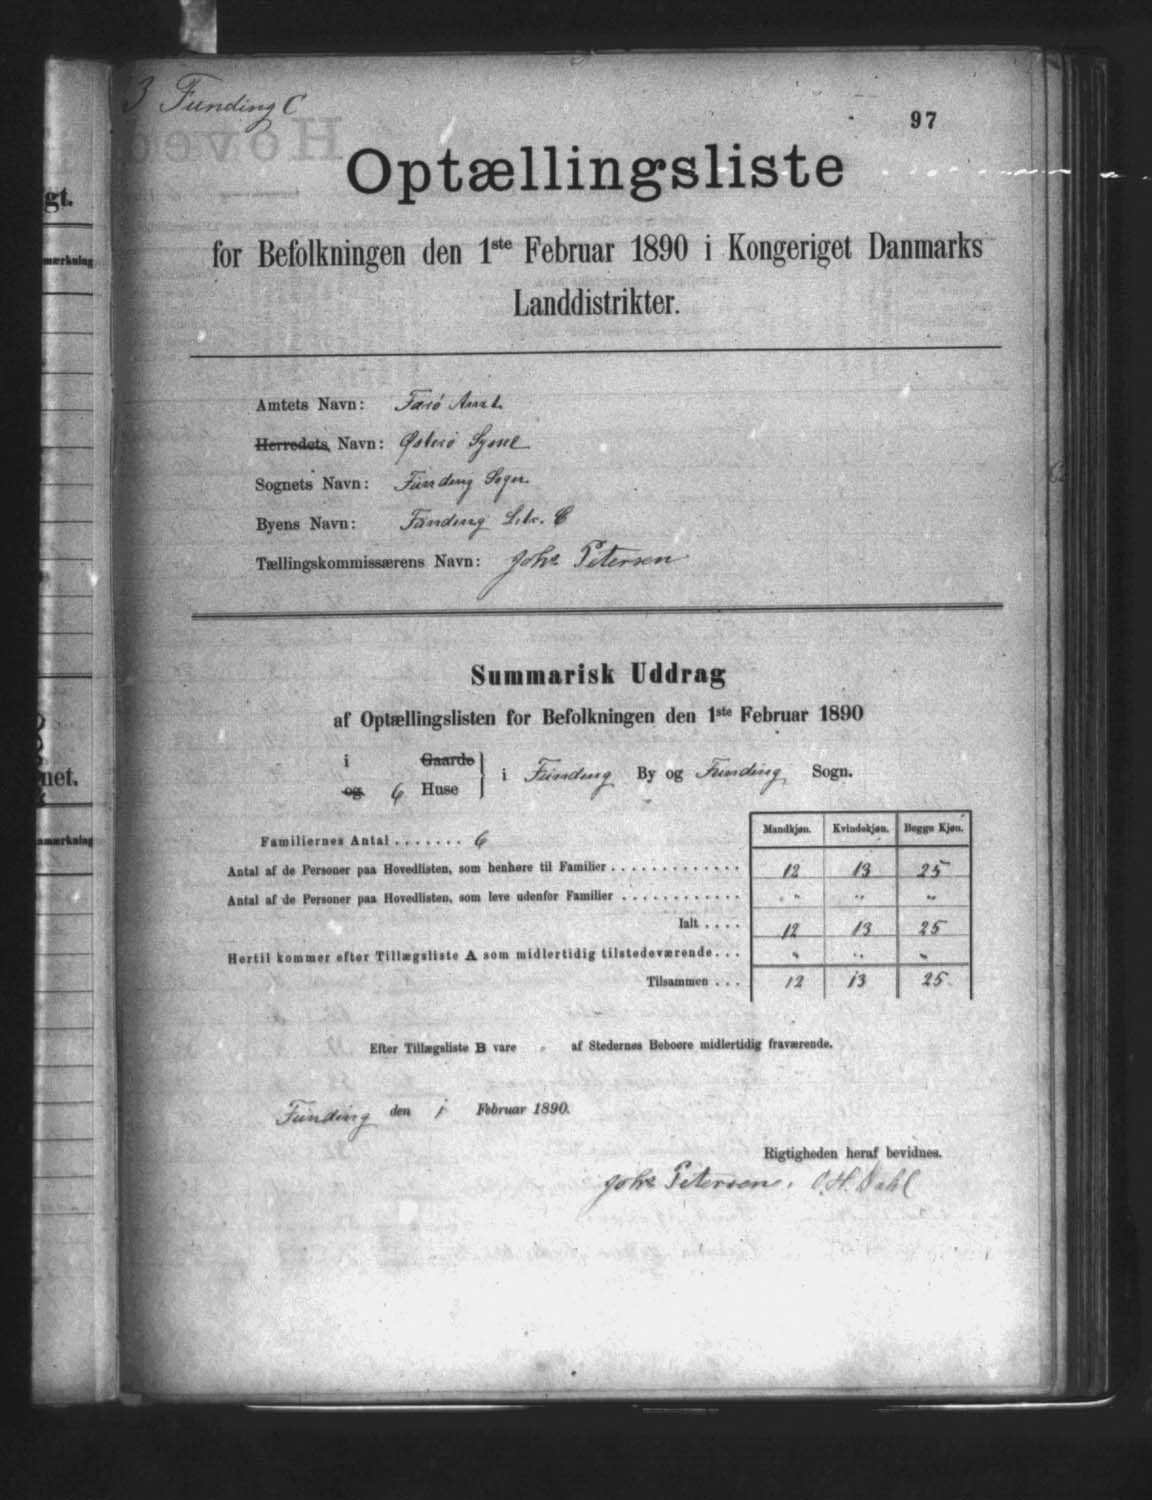 3 Funding C
97
Optællingsliste
for Befolkningen den 1ste Februar 1890 i Kongeriget Danmarks
Landdistrikter.
Amtets Navn: Færø Amt
Herredets Navn: Østerø Syssel
Sognets Navn: Funding Sogn
Byens Navn: Funding Litr. C
Tællingskommissærens Navn: Johs Petersen
Summarisk Uddrag
af Optællingslisten for Befolkningen den 1ste Februar 1890
i Gaarde
og 6 Huse
i Funding By og Funding Sogn.
Mandkjøn. Kvindekjøn. Begge Kjøn.
Familiernes Antal ....... 6
Antal af de Personer paa Hovedlisten, som henhøre til Familier ............. 12 13 25
Antal af de Personer paa Hovedlisten, som leve udenfor Familier ............ " " "
Ialt .... 12 13 25
Hertil kommer efter Tillægsliste A som midlertidig tilstedeværende... " " "
Tilsammen ... 12 13 25
Efter Tillægsliste B vare " af Stedernes Beboere midlertidig fraværende.
Funding den 1 Februar 1890.
Rigtigheden heraf bevidnes.
Johs Petersen. O.H. Dahl
gt.
mærkning
net.
nmærkning